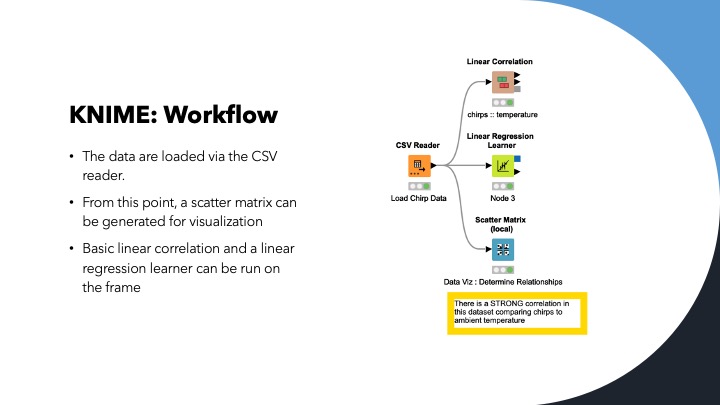 KNIME: Workflow
• The data are loaded via the CSV
reader.
• From this point, a scatter matrix can
be generated for visualization
• Basic linear correlation and a linear
regression learner can be run on
the frame
Linear Correlation
chirps :: temperature
Linear Regression
Learner
Node 3
CSV Reader
Load Chirp Data
Scatter Matrix
(local)
Data Viz : Determine Relationships
There is a STRONG correlation in
this dataset comparing chirps to
ambient temperature